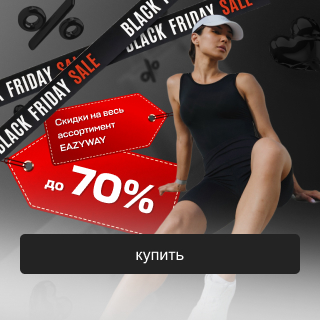 BLACK
BLACK FRIDAY SALE
FRIDAY SALE
BLACK FRIDAY SALE
Скидки на весь
ассортимент
EAZYWAY
до 70%
купить